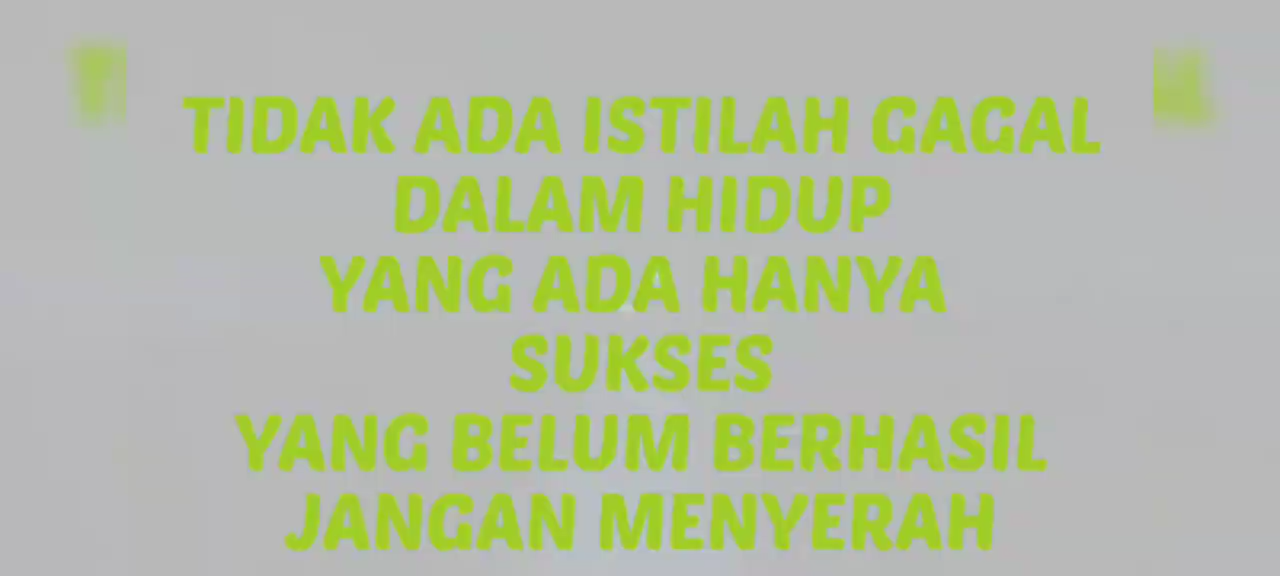 TIDAK ADA ISTILAH GAGAL
DALAM HIDUP
YANG ADA HANYA
SUKSES
YANG BELUM BERHASIL
JANGAN MENYERAH